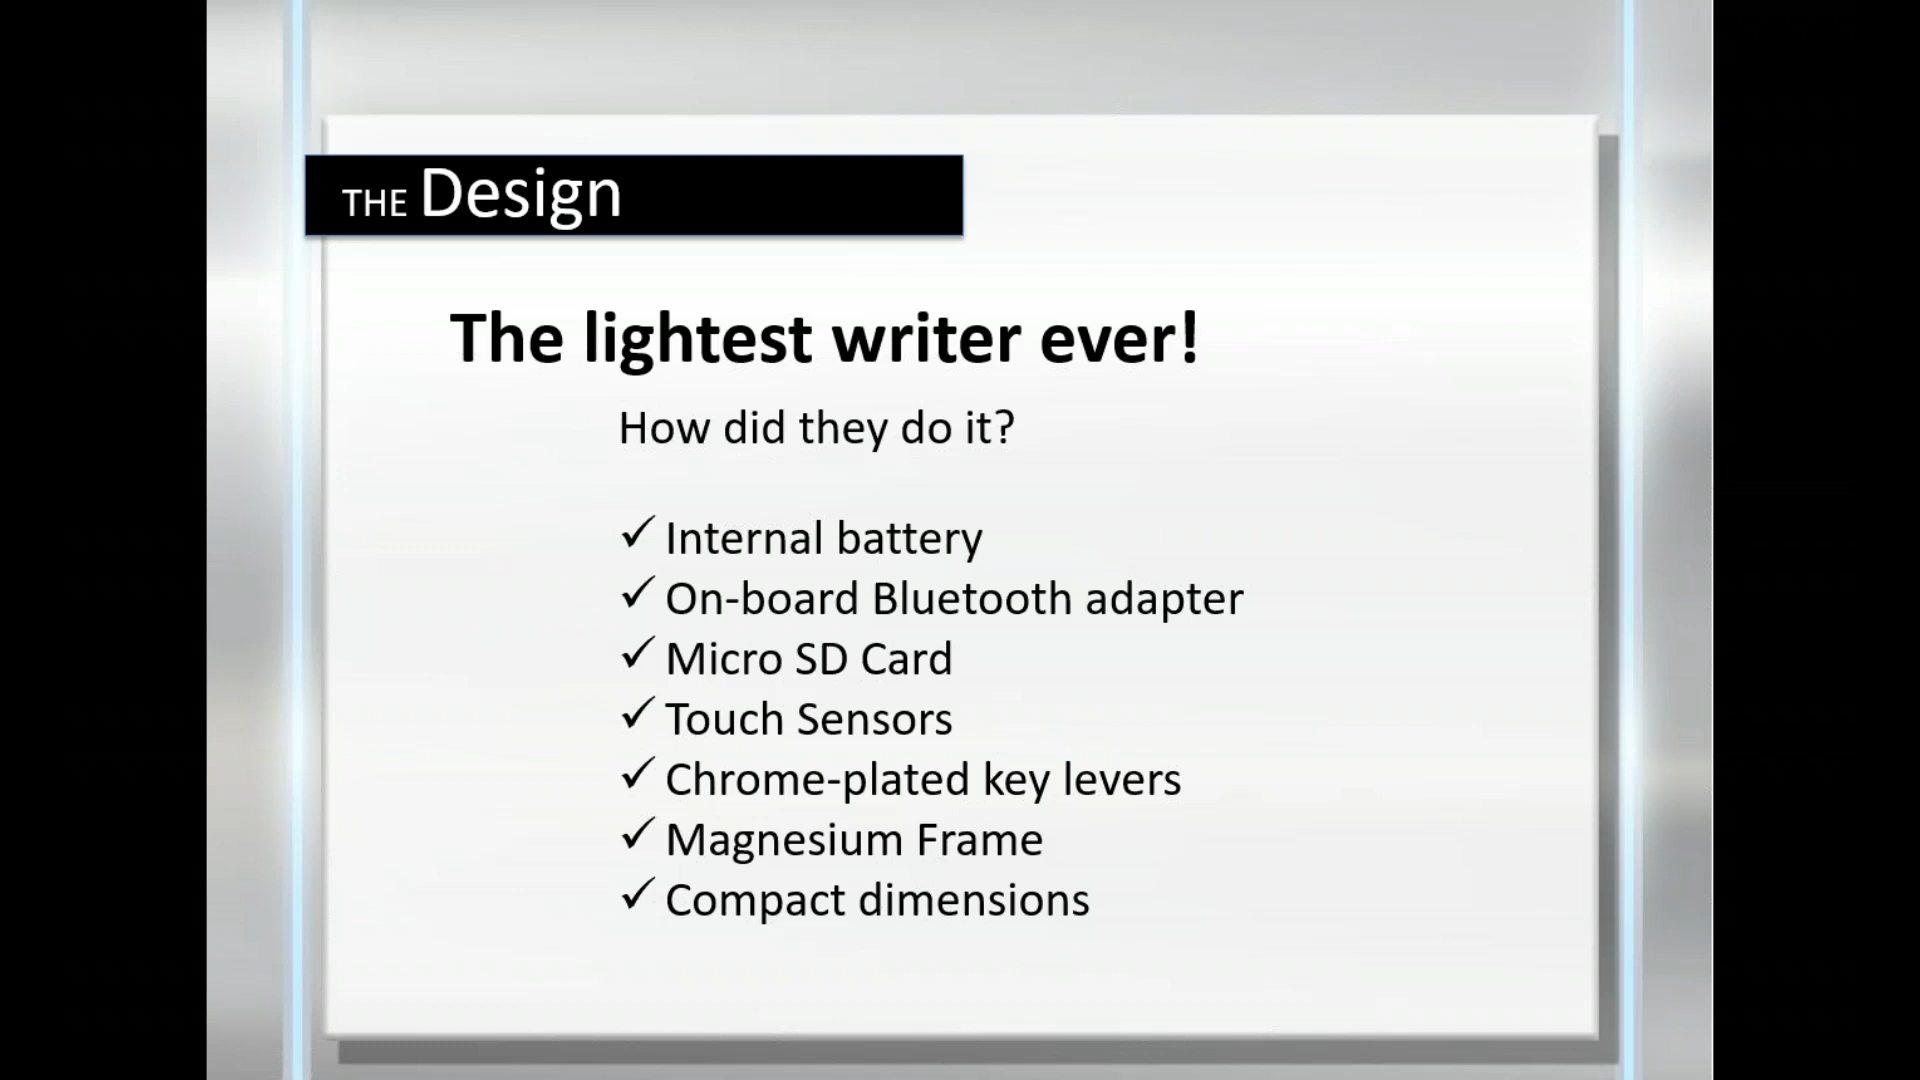 THE Design
The lightest writer ever!
How did they do it?
✓ Internal battery
✓ On-board Bluetooth adapter
✓ Micro SD Card
✓ Touch Sensors
✓ Chrome-plated key levers
✓ Magnesium Frame
✓ Compact dimensions